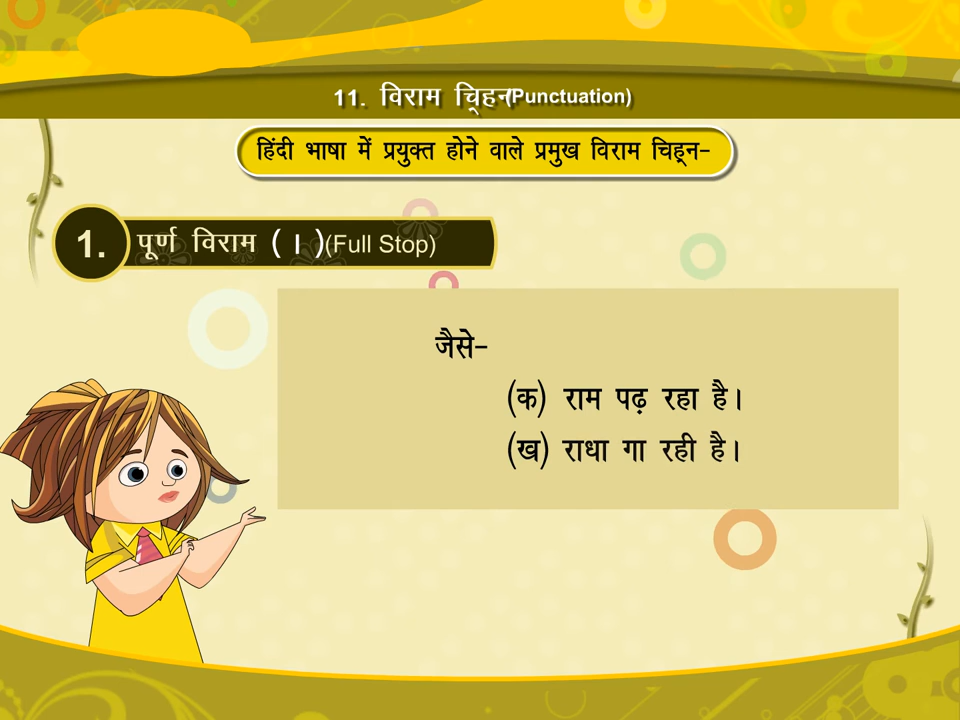 11. विराम चिह्न(Punctuation)
हिंदी भाषा में प्रयुक्त होने वाले प्रमुख विराम चिह्न-
1. पूर्ण विराम ( । )(Full Stop)
जैसे-
(क) राम पढ़ रहा है।
(ख) राधा गा रही है।